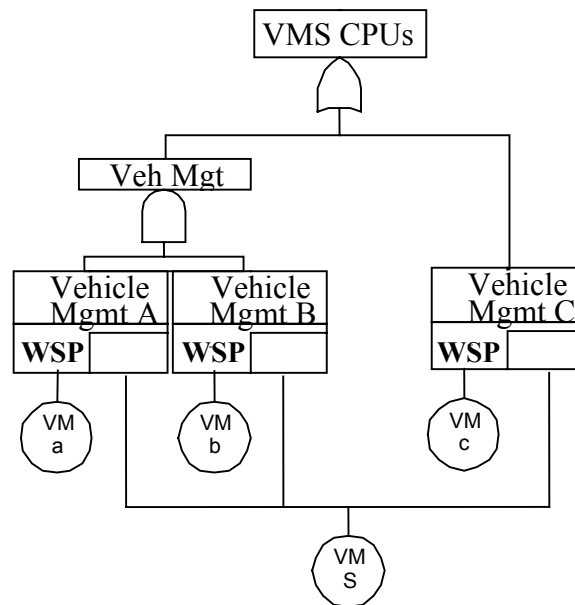 VMS CPUs
Veh Mgt
Vehicle
Mgmt A
Vehicle
Mgmt B
Vehicle
Mgmt C
WSP
WSP
WSP
VM
a
VM
b
VM
c
VM
S